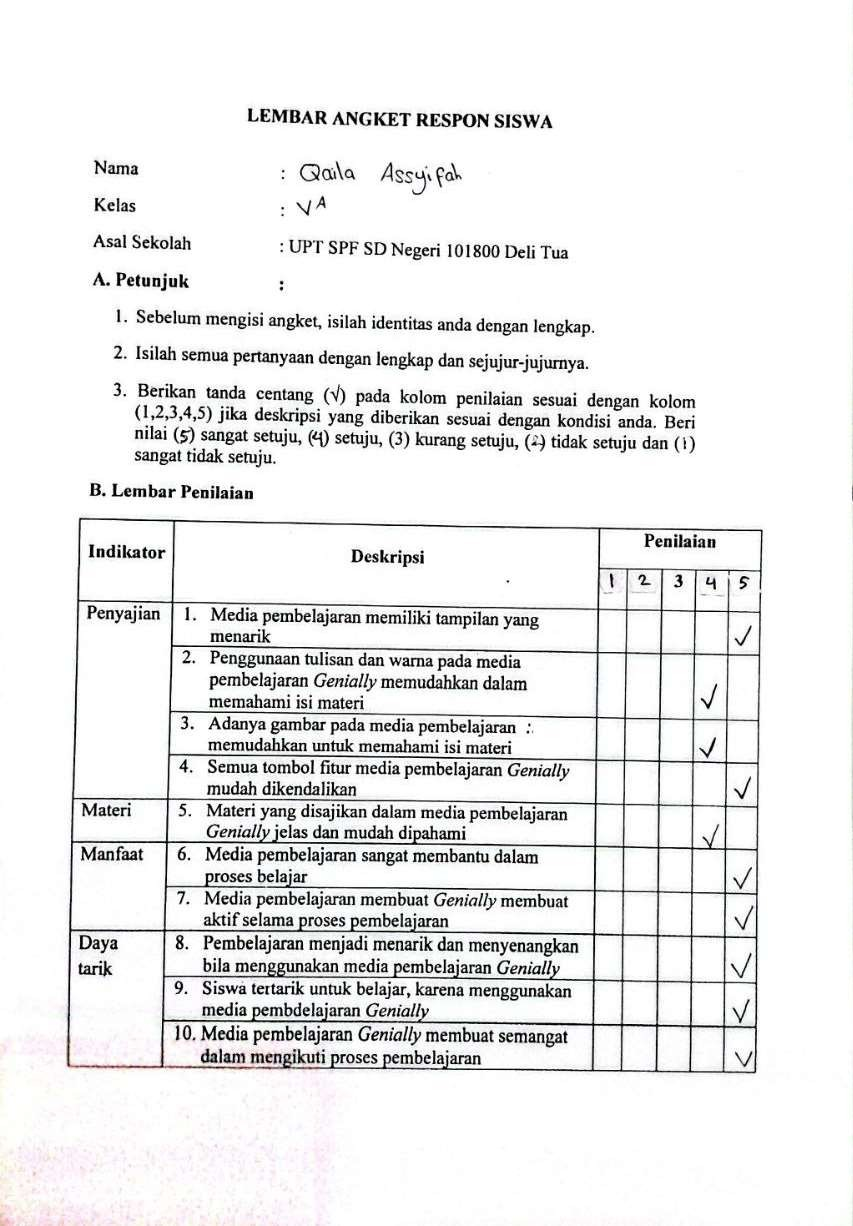 LEMBAR ANGKET RESPON SISWA
Nama : Qaila Assyifah
Kelas : V A
Asal Sekolah : UPT SPF SD Negeri 101800 Deli Tua
A. Petunjuk :
1. Sebelum mengisi angket, isilah identitas anda dengan lengkap.
2. Isilah semua pertanyaan dengan lengkap dan sejujur-jujurnya.
3. Berikan tanda centang (√) pada kolom penilaian sesuai dengan kolom
(1,2,3,4,5) jika deskripsi yang diberikan sesuai dengan kondisi anda. Beri
nilai (5) sangat setuju, (4) setuju, (3) kurang setuju, (2) tidak setuju dan (1)
sangat tidak setuju.
B. Lembar Penilaian
Indikator Deskripsi Penilaian
1 2 3 4 5
Penyajian 1. Media pembelajaran memiliki tampilan yang
menarik √
2. Penggunaan tulisan dan warna pada media
pembelajaran Genially memudahkan dalam
memahami isi materi √
3. Adanya gambar pada media pembelajaran
memudahkan untuk memahami isi materi √
4. Semua tombol fitur media pembelajaran Genially
mudah dikendalikan √
Materi 5. Materi yang disajikan dalam media pembelajaran
Genially jelas dan mudah dipahami √
Manfaat 6. Media pembelajaran sangat membantu dalam
proses belajar √
7. Media pembelajaran membuat Genially membuat
aktif selama proses pembelajaran √
Daya 8. Pembelajaran menjadi menarik dan menyenangkan
tarik bila menggunakan media pembelajaran Genially √
9. Siswa tertarik untuk belajar, karena menggunakan
media pembdelajaran Genially √
10. Media pembelajaran Genially membuat semangat
dalam mengikuti proses pembelajaran √